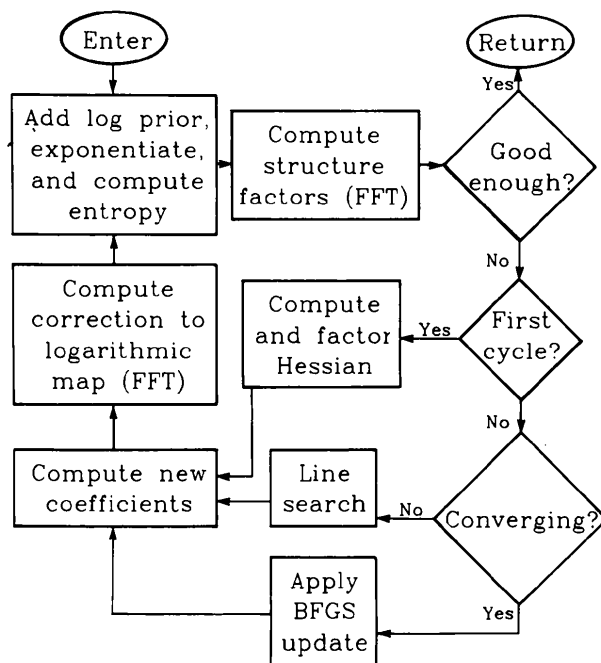 Enter
Return
Add log prior,
exponentiate,
and compute
entropy
Compute
structure
factors (FFT)
Yes
Good
enough?
No
Compute
correction to
logarithmic
map (FFT)
Compute
and factor
Hessian
Yes
First
cycle?
No
Compute new
coefficients
Line
search
No
Converging?
Yes
Apply
BFGS
update